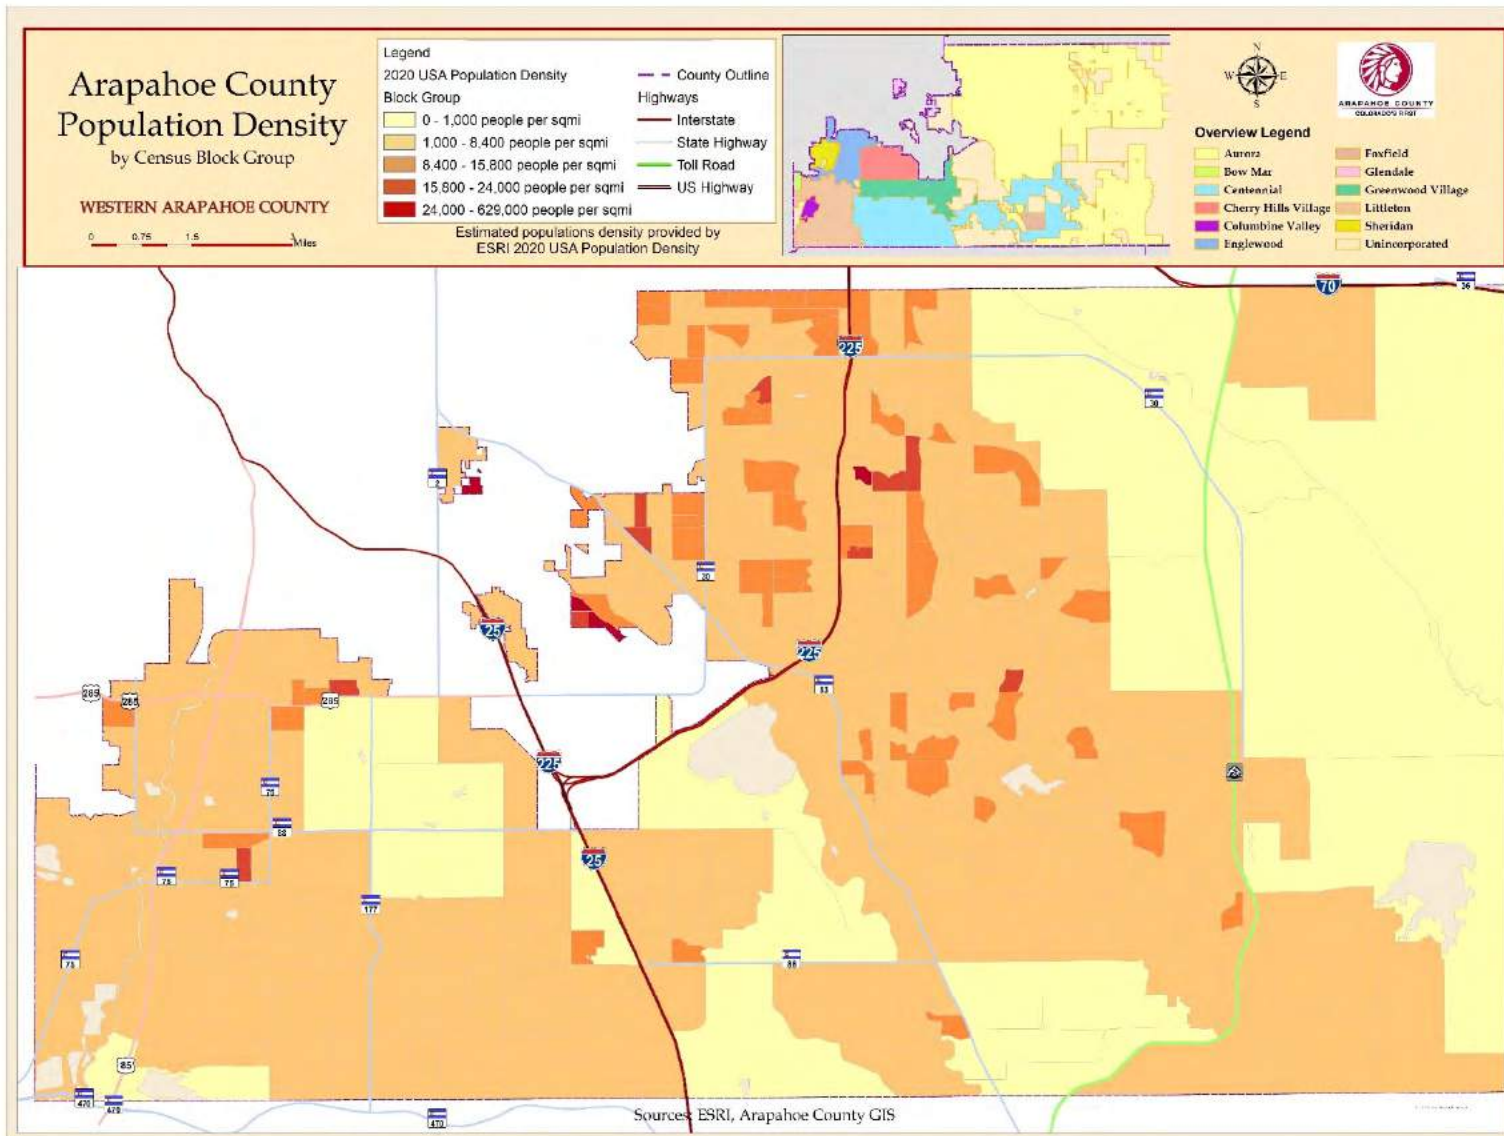 Arapahoe County
Population Density
by Census Block Group
WESTERN ARAPAHOE COUNTY
0 0.75 1.5 3 Miles
Legend
2020 USA Population Density
Block Group
0 - 1,000 people per sqmi
1,000 - 8,400 people per sqmi
8,400 - 15,800 people per sqmi
15,800 - 24,000 people per sqmi
24,000 - 629,000 people per sqmi
County Outline
Highways
Interstate
State Highway
Toll Road
US Highway
Estimated populations density provided by
ESRI 2020 USA Population Density
N
W E
S
ARAPAHOE COUNTY
COLORADO'S FIRST
Overview Legend
Aurora
Bow Mar
Centennial
Cherry Hills Village
Columbine Valley
Englewood
Foxfield
Glendale
Greenwood Village
Littleton
Sheridan
Unincorporated
70
36
225
30
2
30
25
225
83
285
285
285
225
75
88
25
75
75
177
75
88
85
470
470
470
Sources: ESRI, Arapahoe County GIS